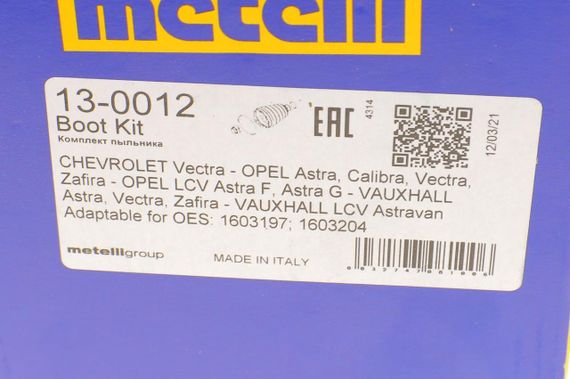 metelli
13-0012
Boot Kit
Комплект пыльника
EAC
4314
12/03/21
CHEVROLET Vectra - OPEL Astra, Calibra, Vectra,
Zafira - OPEL LCV Astra F, Astra G - VAUXHALL
Astra, Vectra, Zafira - VAUXHALL LCV Astravan
Adaptable for OES: 1603197; 1603204
metelligroup
MADE IN ITALY